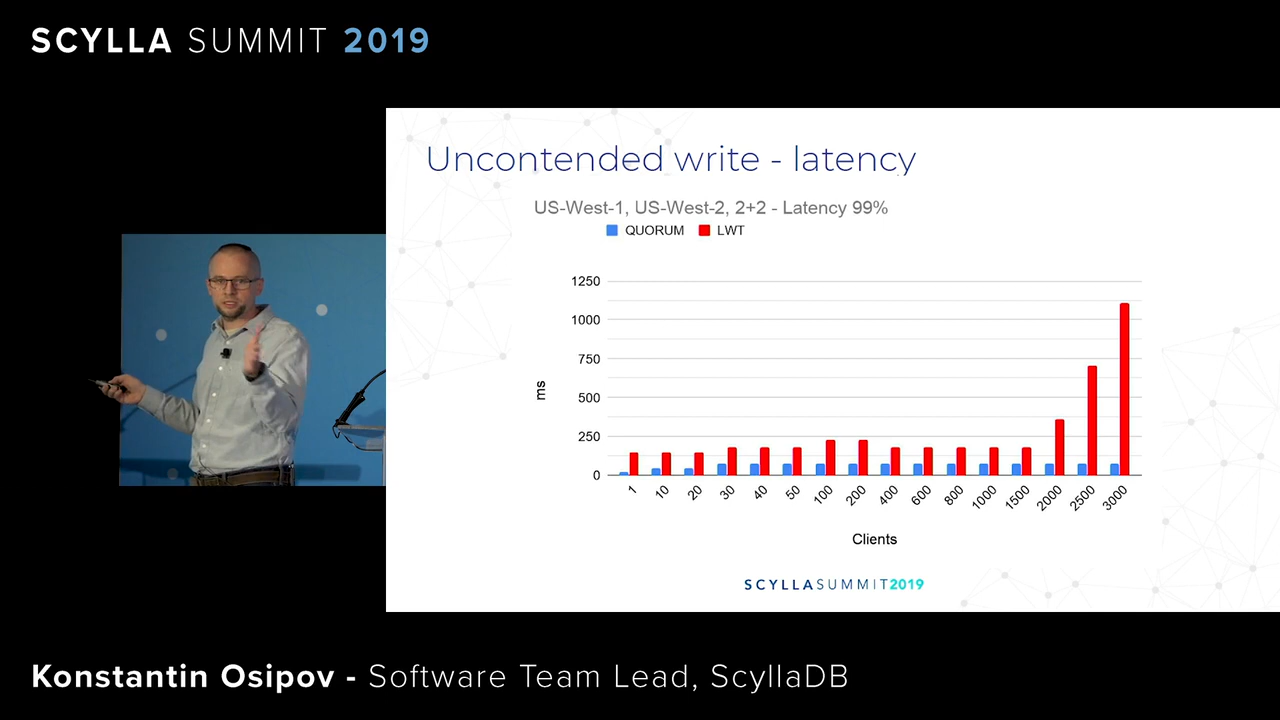 SCYLLA SUMMIT 2019
Uncontended write - latency
US-West-1, US-West-2, 2+2 - Latency 99%
QUORUM LWT
1250
1000
750
500
250
0
ms
1 10 20 30 40 50 100 200 400 600 800 1000 1500 2000 2500 3000
Clients
SCYLLASUMMIT2019
Konstantin Osipov - Software Team Lead, ScyllaDB